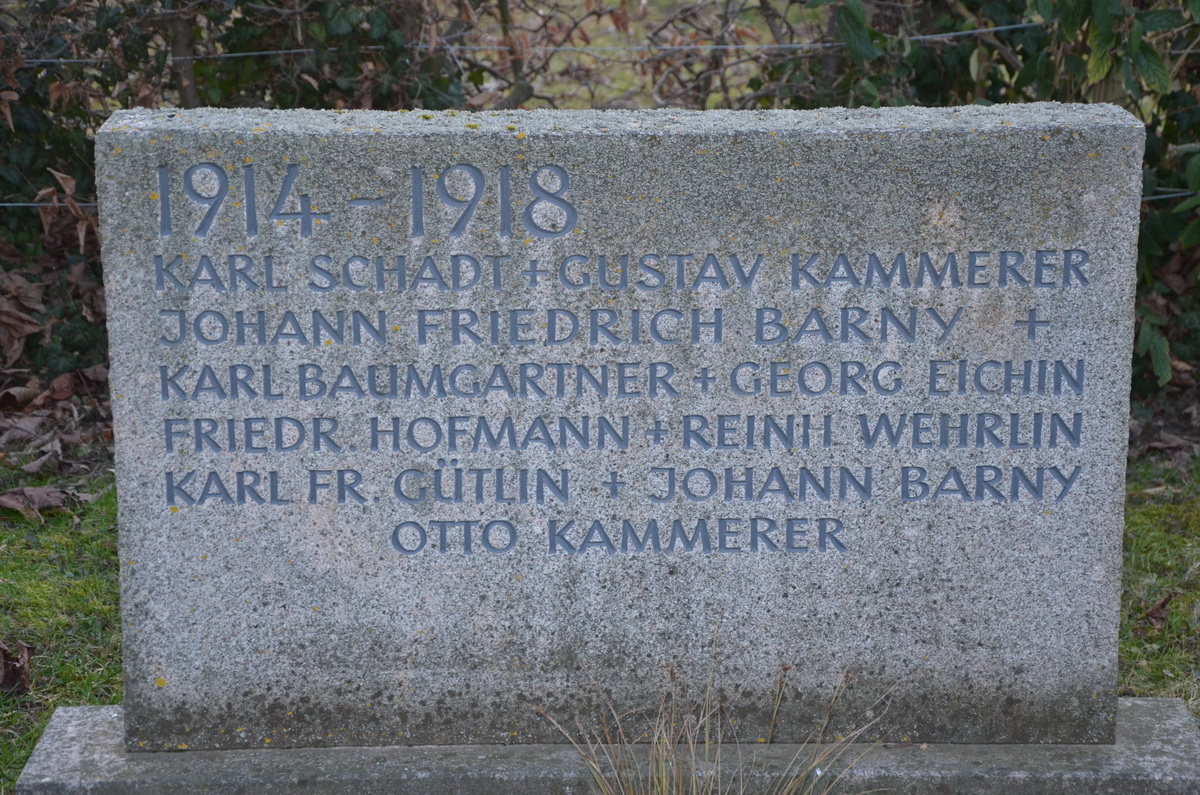 1914 - 1918
KARL SCHADT + GUSTAV KAMMERER
JOHANN FRIEDRICH BARNY +
KARL BAUMGARTNER + GEORG EICHIN
FRIEDR. HOFMANN + REINH WEHRLIN
KARL FR. GÜTLIN + JOHANN BARNY
OTTO KAMMERER